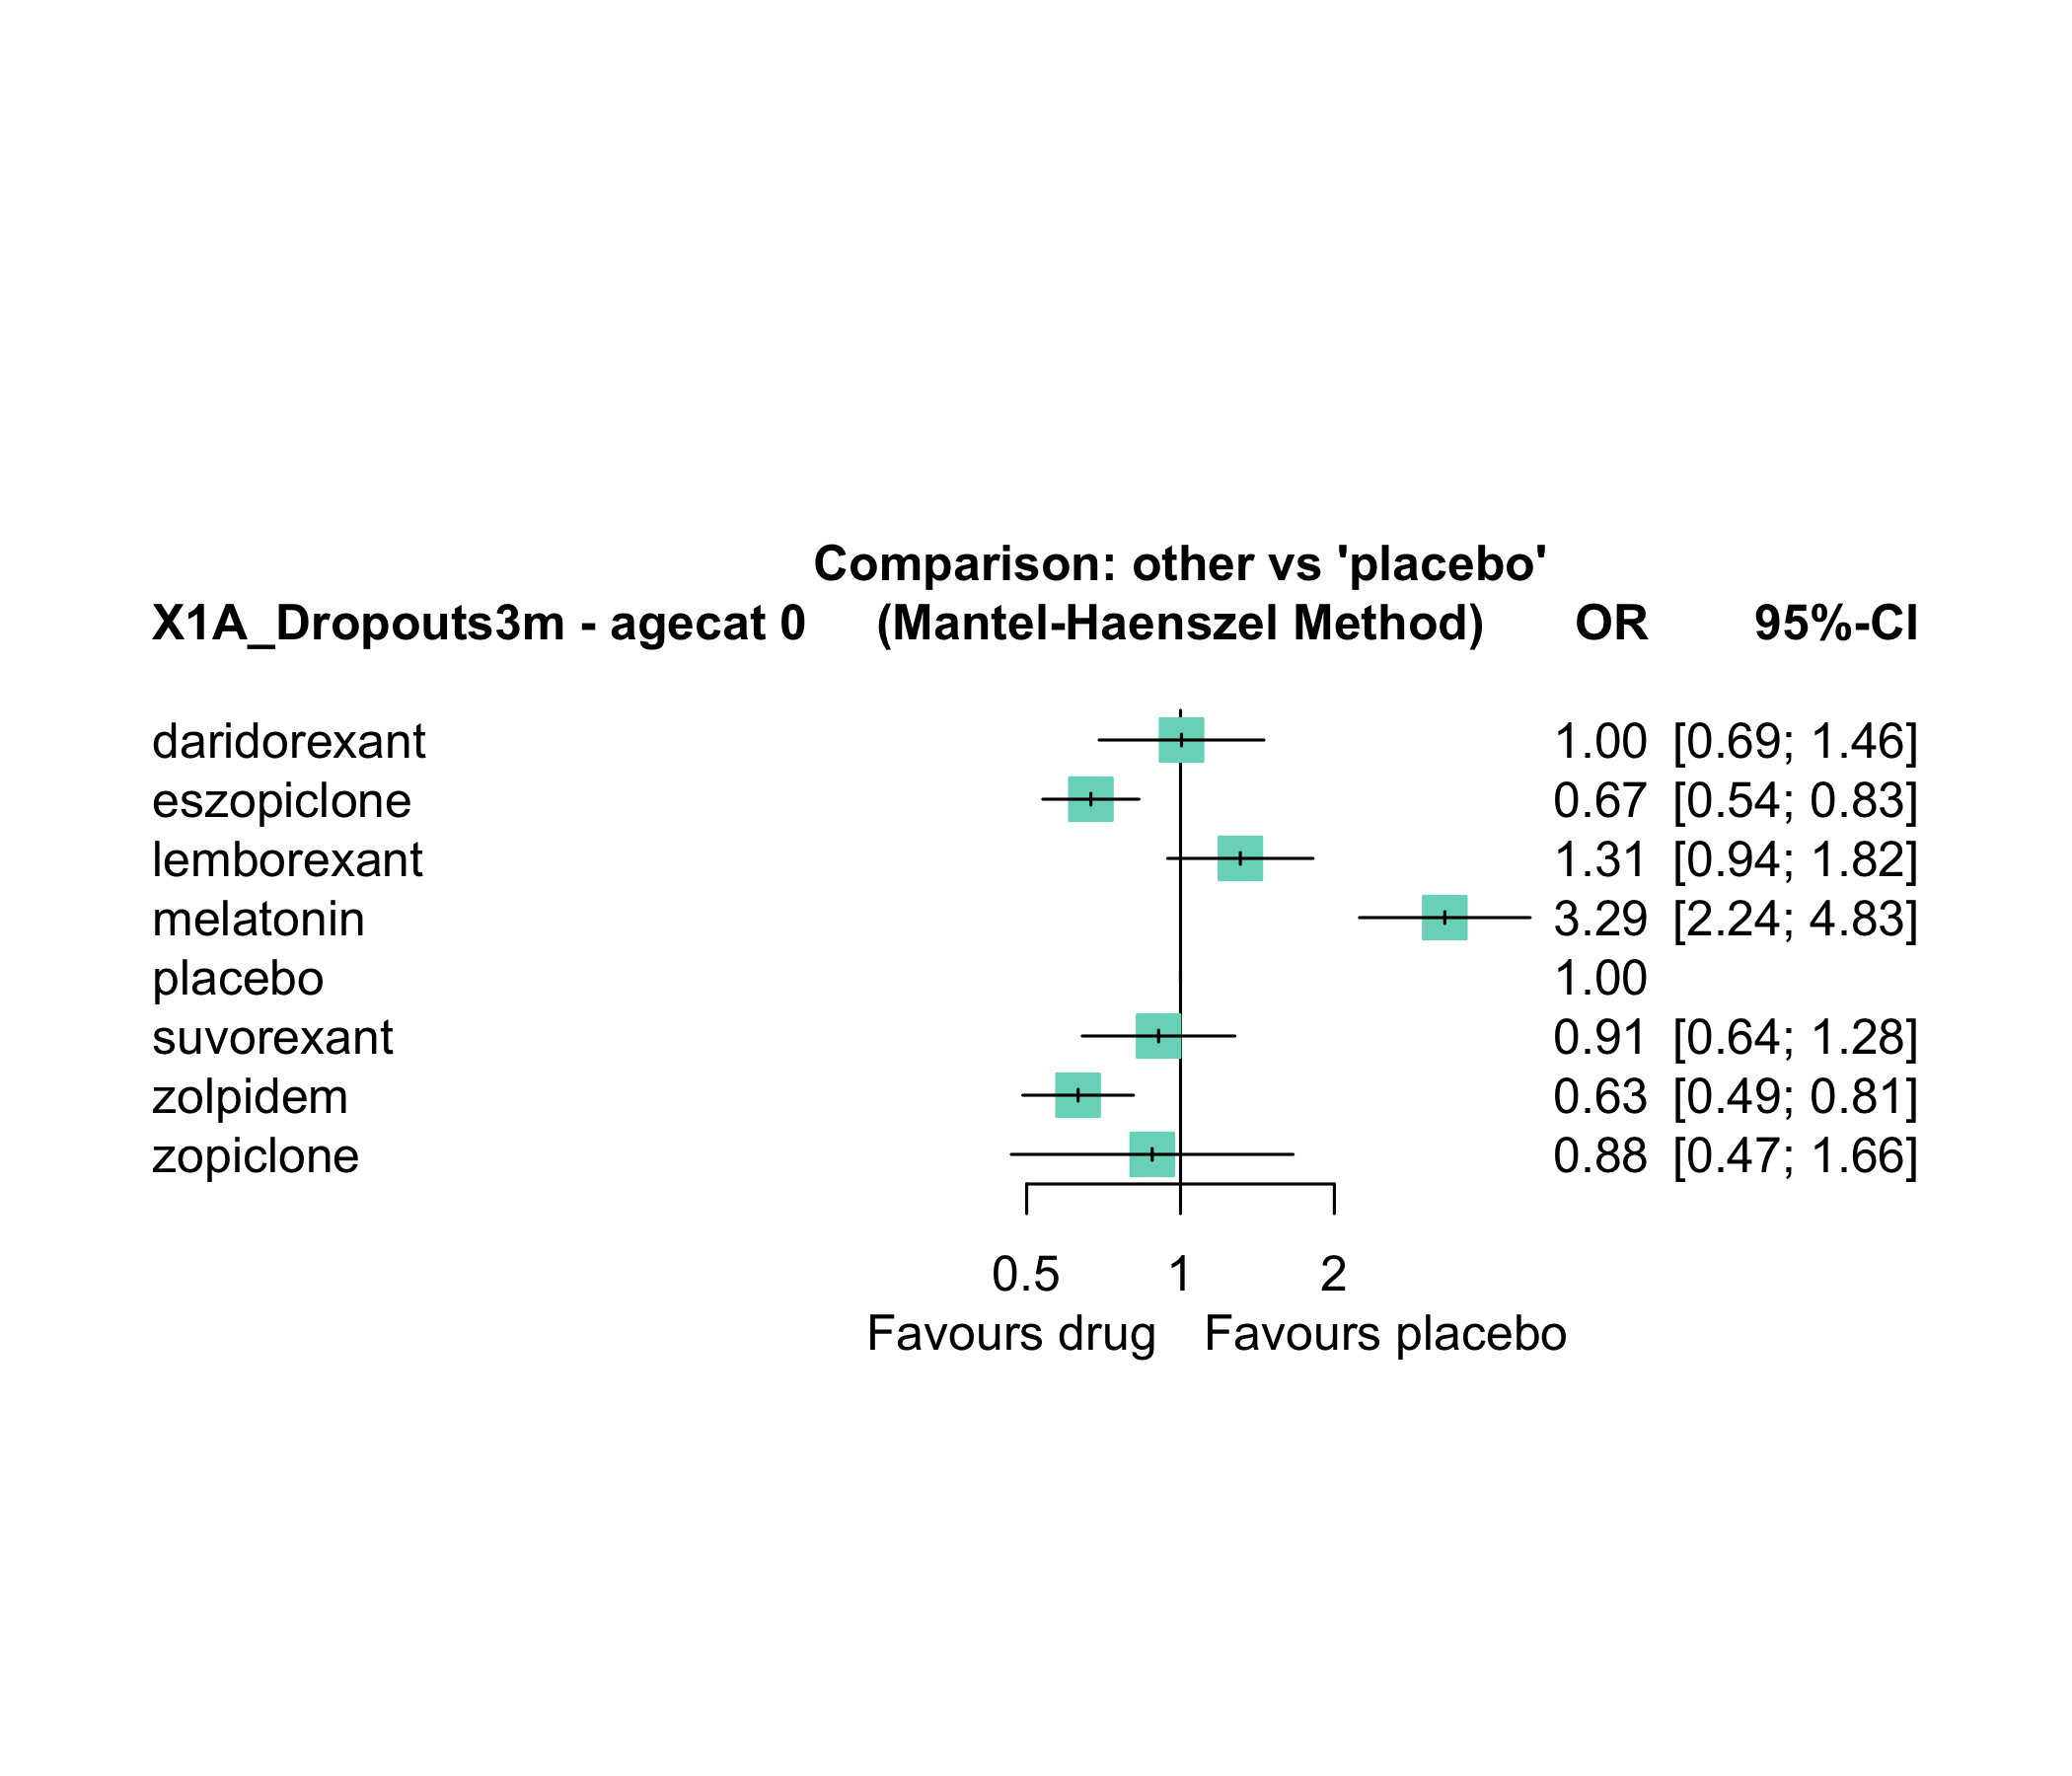 Comparison: other vs 'placebo'
X1A_Dropouts3m - agecat 0 (Mantel-Haenszel Method) OR 95%-CI
daridorexant 1.00 [0.69; 1.46]
eszopiclone 0.67 [0.54; 0.83]
lemborexant 1.31 [0.94; 1.82]
melatonin 3.29 [2.24; 4.83]
placebo 1.00
suvorexant 0.91 [0.64; 1.28]
zolpidem 0.63 [0.49; 0.81]
zopiclone 0.88 [0.47; 1.66]
0.5 1 2
Favours drug Favours placebo